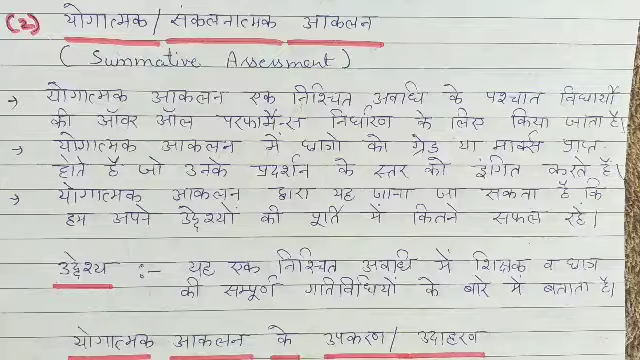 (2) योगात्मक / संकलनात्मक आकलन
( Summative Assessment )
→ योगात्मक आकलन एक निश्चित अवधि के पश्चात विद्यार्थी
की ऑवर ऑल परफार्मेन्स निर्धारण के लिए किया जाता है।
→ योगात्मक आकलन में छात्रो को ग्रेड या मार्क्स प्राप्त
होते है जो उनके प्रदर्शन के स्तर को इंगित करते है।
→ योगात्मक आकलन द्वारा यह जाना जा सकता है कि
हम अपने उद्देश्यों की पूर्ति में कितने सफल रहें।
उद्देश्य :- यह एक निश्चित अवधि में शिक्षक व छात्र
की सम्पूर्ण गतिविधियों के बारे में बताता है।
योगात्मक आकलन के उपकरण / उदाहरण